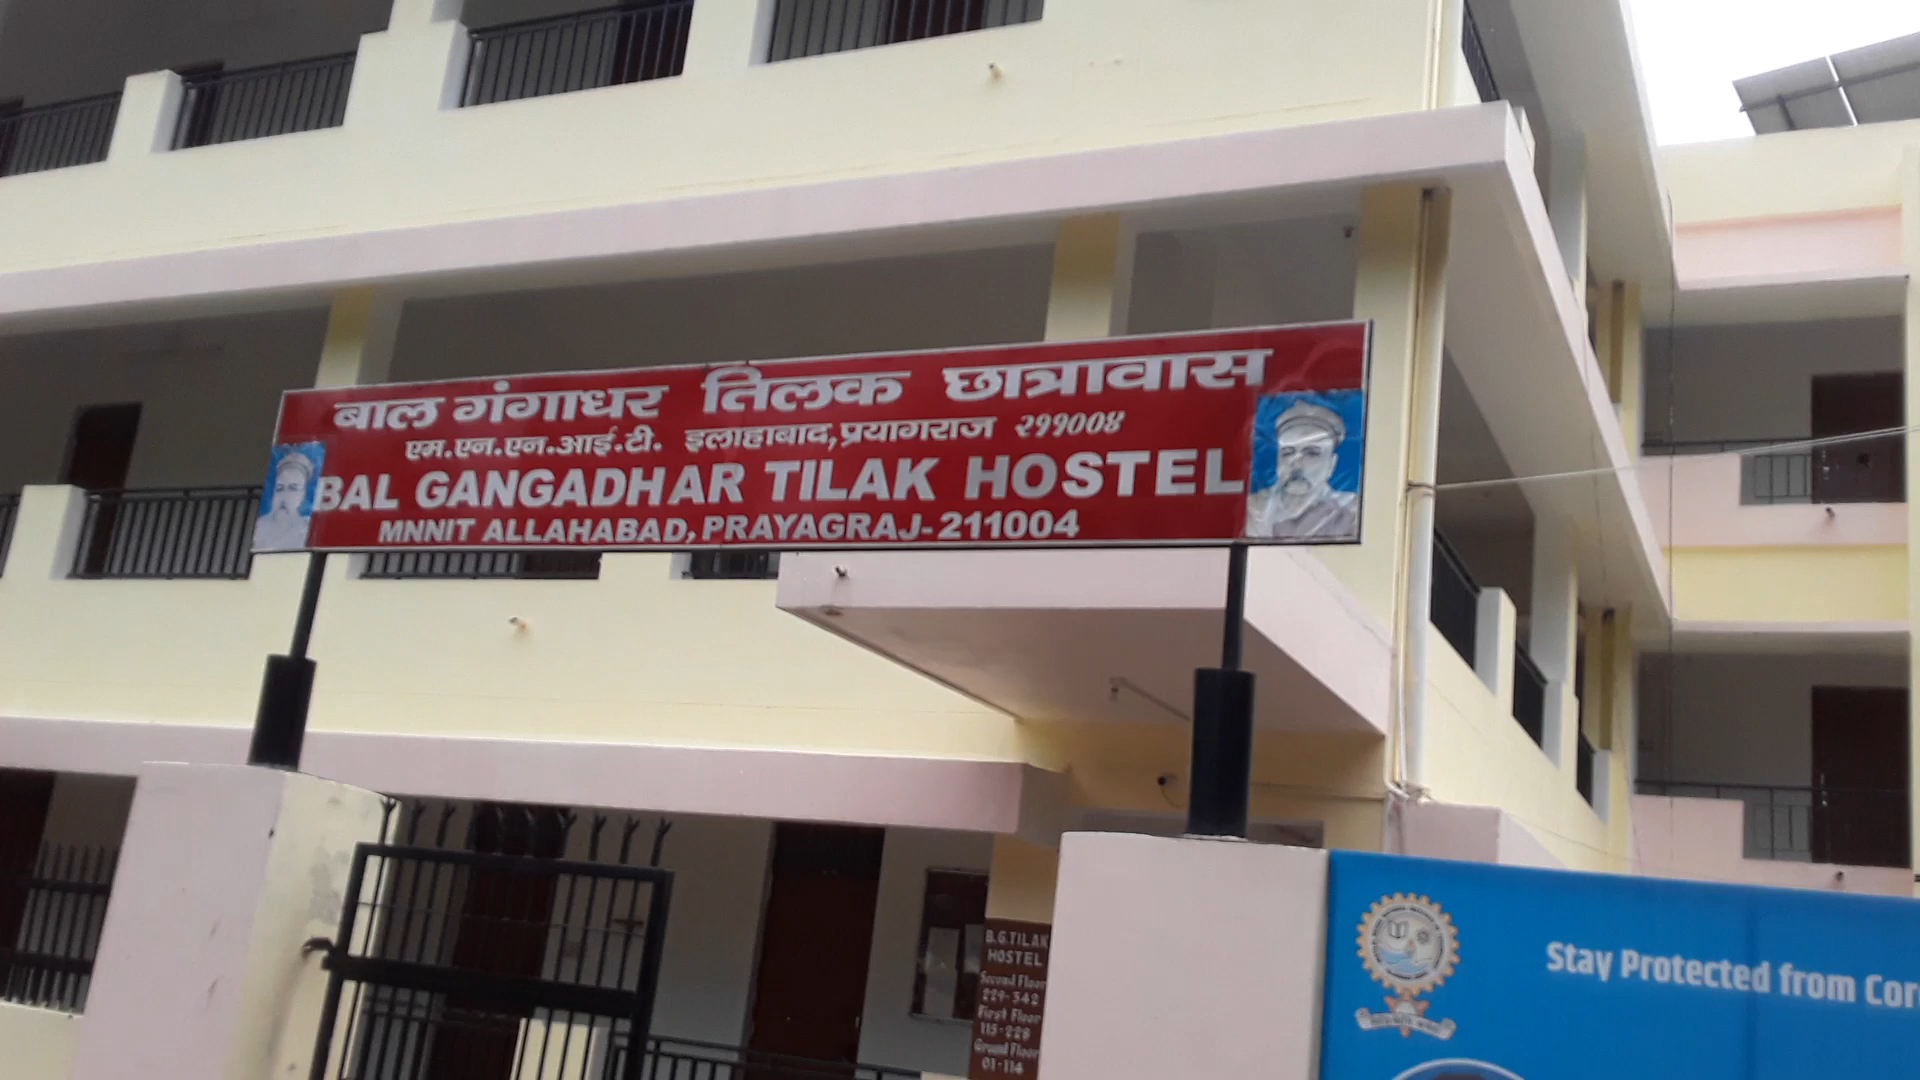 बाल गंगाधर तिलक छात्रावास
एम.एन.एन.आई.टी. इलाहाबाद, प्रयागराज २११००४
BAL GANGADHAR TILAK HOSTEL
MNNIT ALLAHABAD, PRAYAGRAJ-211004
B.G.TILAK
HOSTEL
Second Floor
229-342
First Floor
115-228
Ground Floor
01-114
Stay Protected from Cor